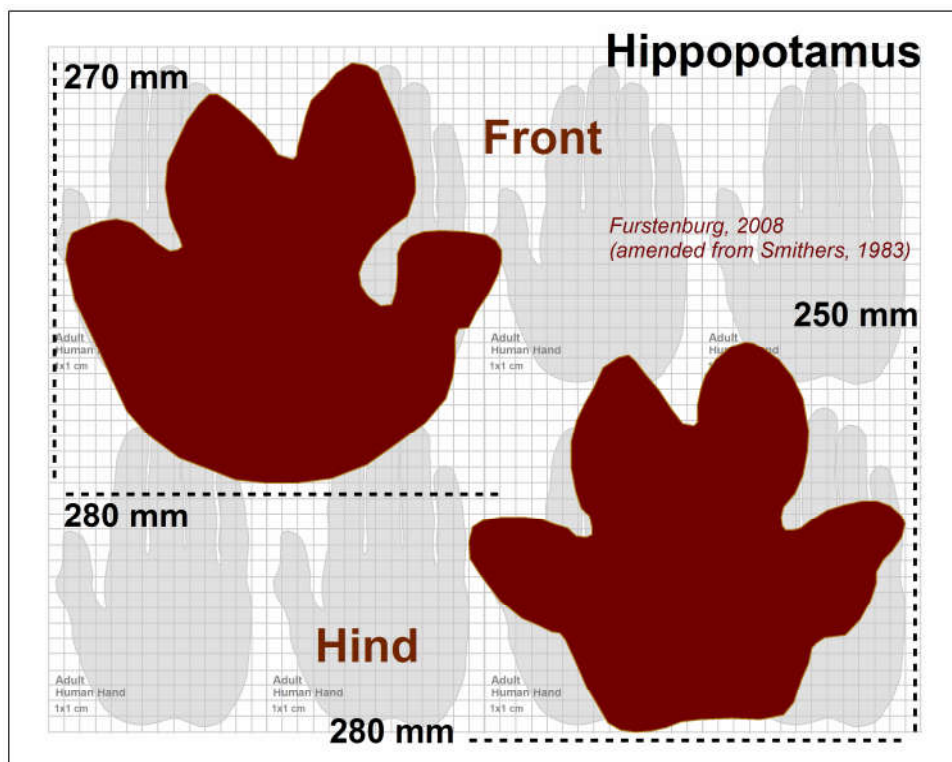 Hippopotamus
270 mm
Front
Furstenburg, 2008
(amended from Smithers, 1983)
250 mm
Adult
Human H
1x1 cm
Adult
Human Hand
1x1 cm
Adult
Human Hand
1x
280 mm
Hind
Adult
Human Hand
1x1 cm
Adult
Human Hand
1x1 cm
Adult
Human Hand
1x1 cm
280 mm